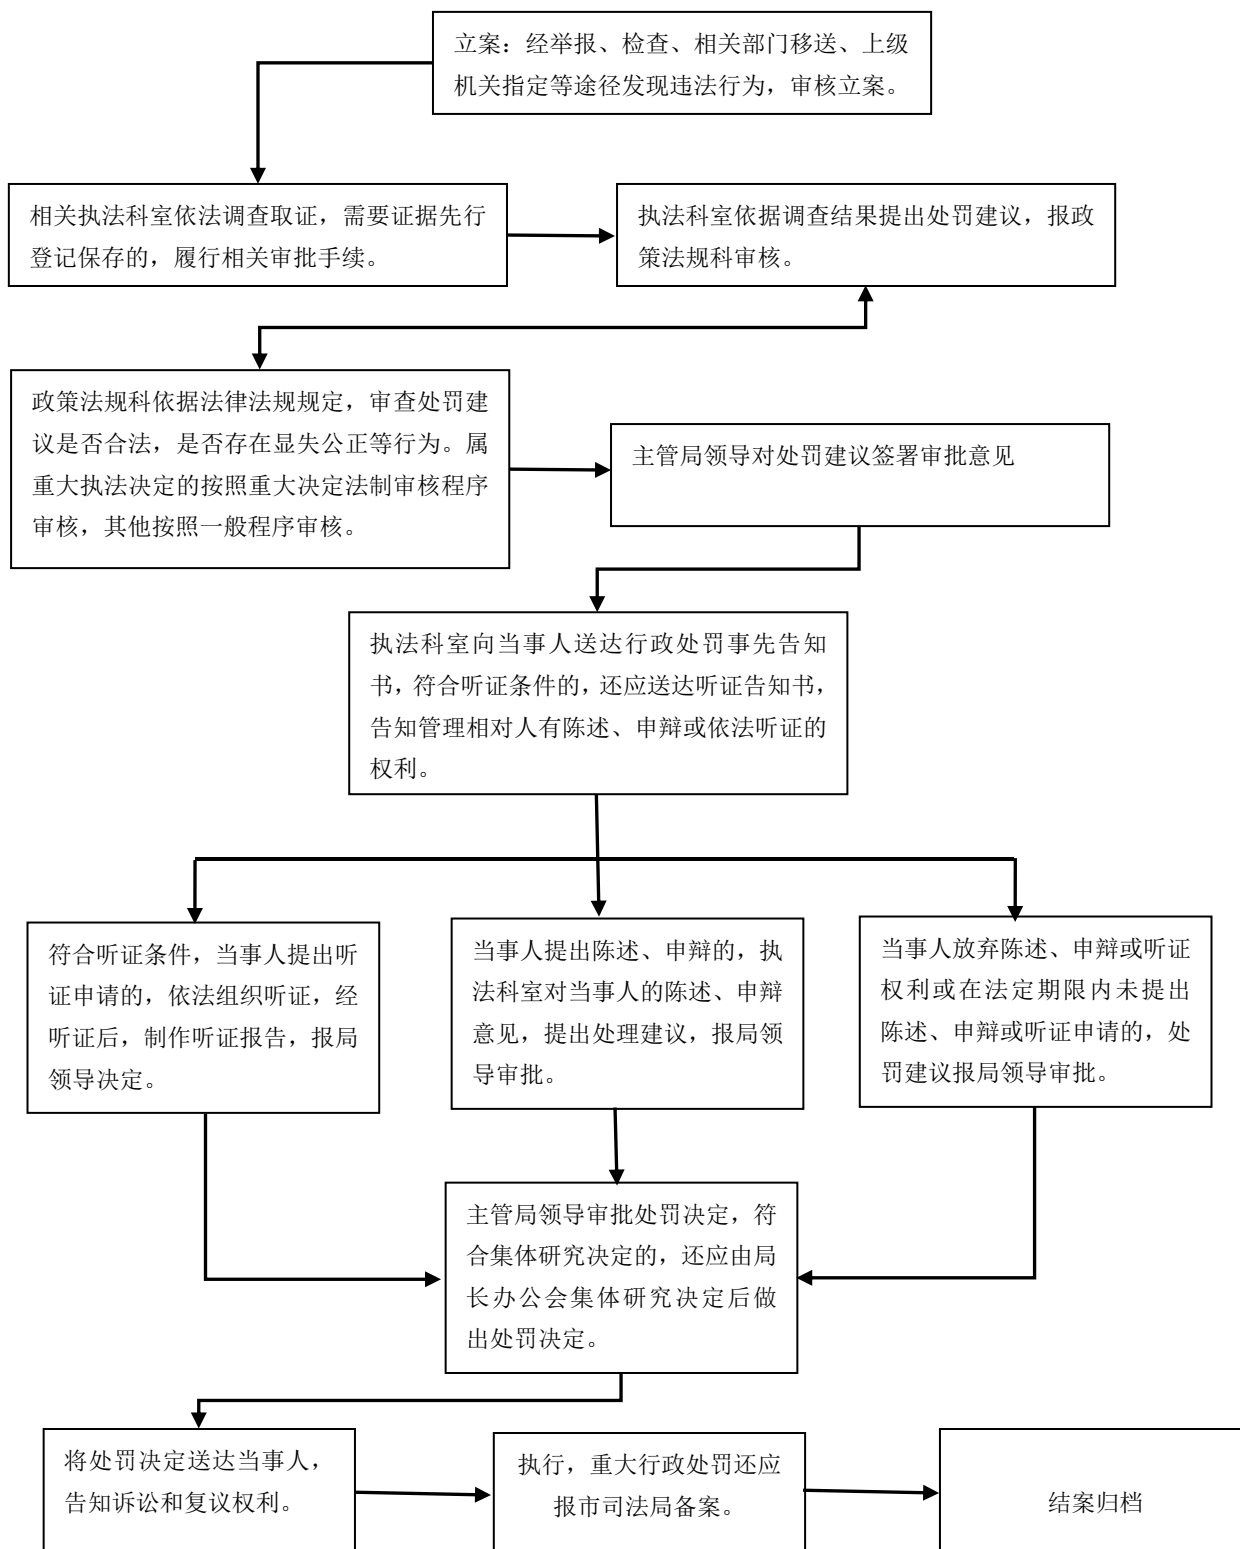 立案：经举报、检查、相关部门移送、上级
机关指定等途径发现违法行为，审核立案。
相关执法科室依法调查取证，需要证据先行
登记保存的，履行相关审批手续。
执法科室依据调查结果提出处罚建议，报政
策法规科审核。
政策法规科依据法律法规规定，审查处罚建
议是否合法，是否存在显失公正等行为。属
重大执法决定的按照重大决定法制审核程序
审核，其他按照一般程序审核。
主管局领导对处罚建议签署审批意见
执法科室向当事人送达行政处罚事先告知
书，符合听证条件的，还应送达听证告知书，
告知管理相对人有陈述、申辩或依法听证的
权利。
符合听证条件，当事人提出听
证申请的，依法组织听证，经
听证后，制作听证报告，报局
领导决定。
当事人提出陈述、申辩的，执
法科室对当事人的陈述、申辩
意见，提出处理建议，报局领
导审批。
当事人放弃陈述、申辩或听证
权利或在法定期限内未提出
陈述、申辩或听证申请的，处
罚建议报局领导审批。
主管局领导审批处罚决定，符
合集体研究决定的，还应由局
长办公会集体研究决定后做
出处罚决定。
将处罚决定送达当事人，
告知诉讼和复议权利。
执行，重大行政处罚还应
报市司法局备案。
结案归档